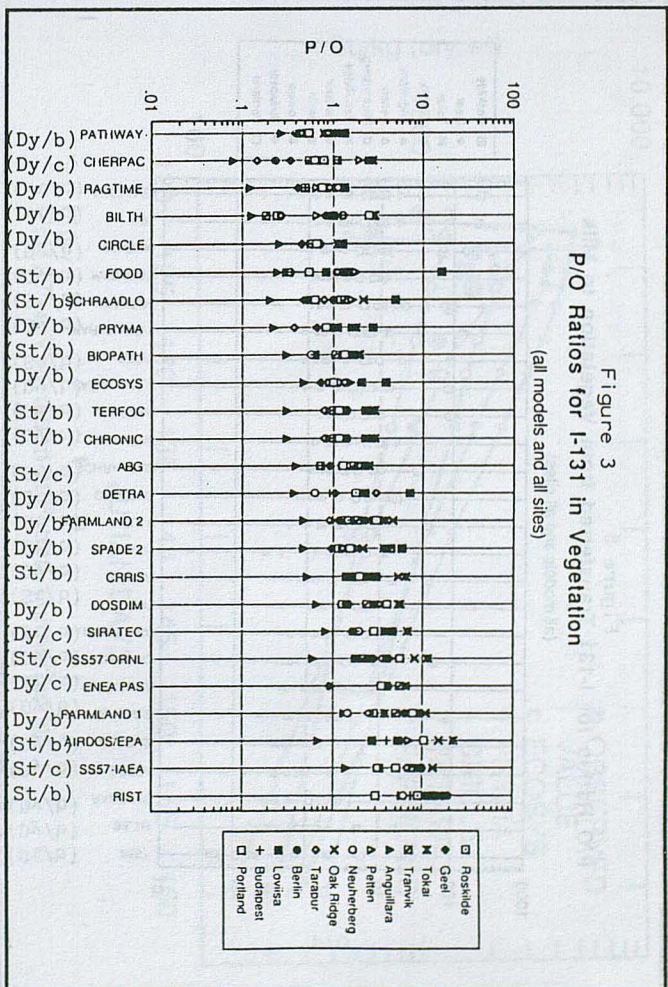 Figure 3
P/O Ratios for I-131 in Vegetation
(all models and all sites)
P/O
.01
.1
1
10
100
(Dy/b) PATHWAY
(Dy/c) CHERPAC
(Dy/b) RAGTIME
(Dy/b) BILTH
(Dy/b) CIRCLE
(St/b) FOOD
(St/b) SCHRAADLO
(Dy/b) PRYMA
(St/b) BIOPATH
(Dy/b) ECOSYS
(St/b) TERFOC
(St/b) CHRONIC
(St/c) ABG
(Dy/b) DETRA
(Dy/b) FARMLAND 2
(Dy/b) SPADE 2
(St/b) CRRIS
(Dy/b) DOSDIM
(Dy/c) SIRATEC
(St/c) SS57-ORNL
(Dy/c) ENEA PAS
(Dy/b) FARMLAND 1
(St/b) AIRDOS/EPA
(St/c) SS57-IAEA
(St/b) RIST
Roskilde
Geel
Tokai
Tranvik
Anguillara
Petten
Neuherberg
Oak Ridge
Tarapur
Berlin
Loviisa
Budapest
Portland